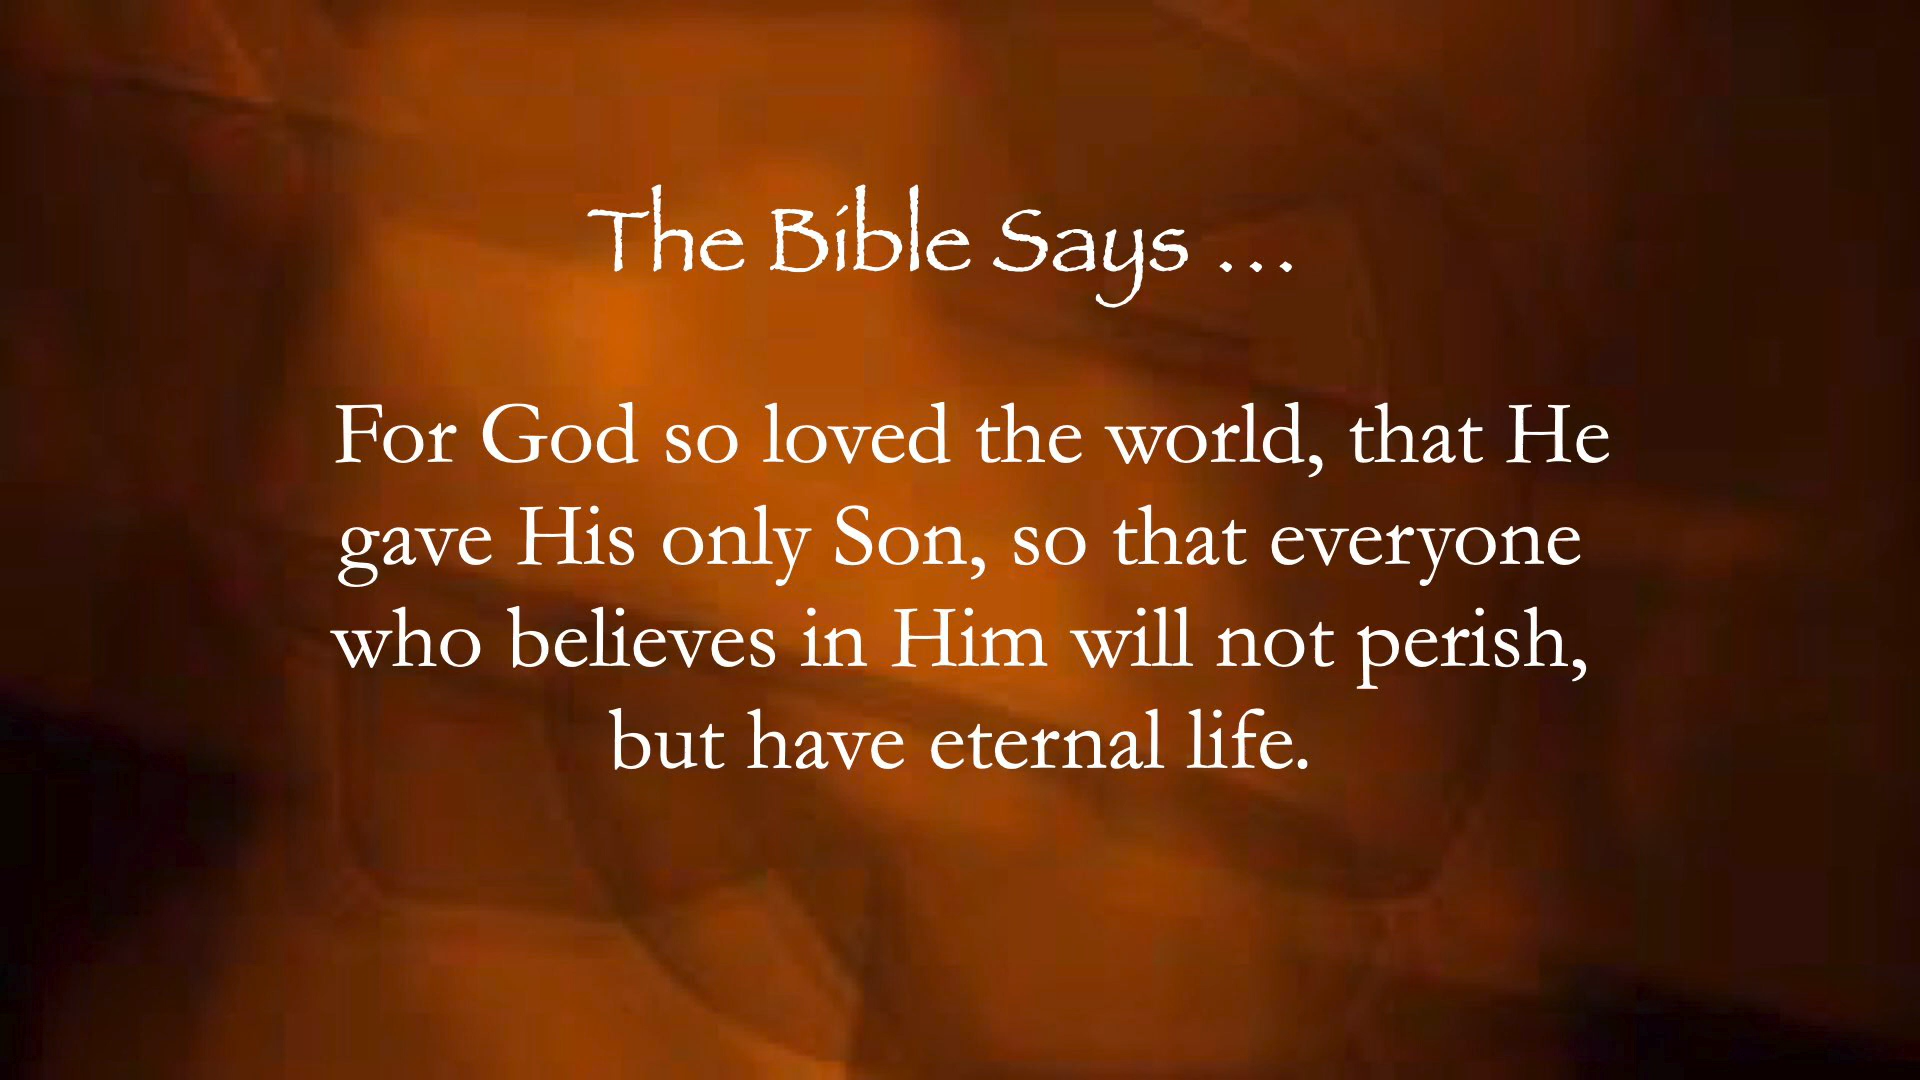 The Bible Says ...
For God so loved the world, that He
gave His only Son, so that everyone
who believes in Him will not perish,
but have eternal life.